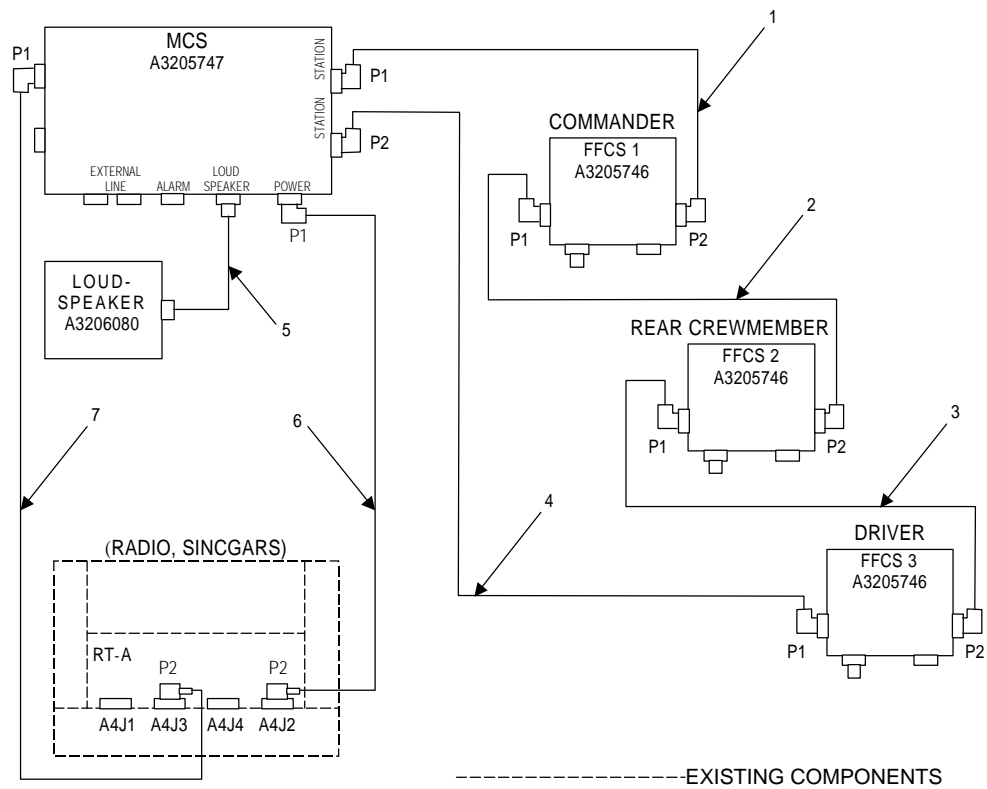 1
P1
MCS
A3205747
STATION
P1
COMMANDER
STATION
P2
FFCS 1
A3205746
EXTERNAL
LINE
ALARM
LOUD
SPEAKER
POWER
P1
P1
P2
2
LOUD-
SPEAKER
A3206080
5
REAR CREWMEMBER
FFCS 2
A3205746
7
6
P1
P2
3
4
DRIVER
(RADIO, SINCGARS)
FFCS 3
A3205746
RT-A
P2
P2
P1
P2
A4J1
A4J3
A4J4
A4J2
EXISTING COMPONENTS